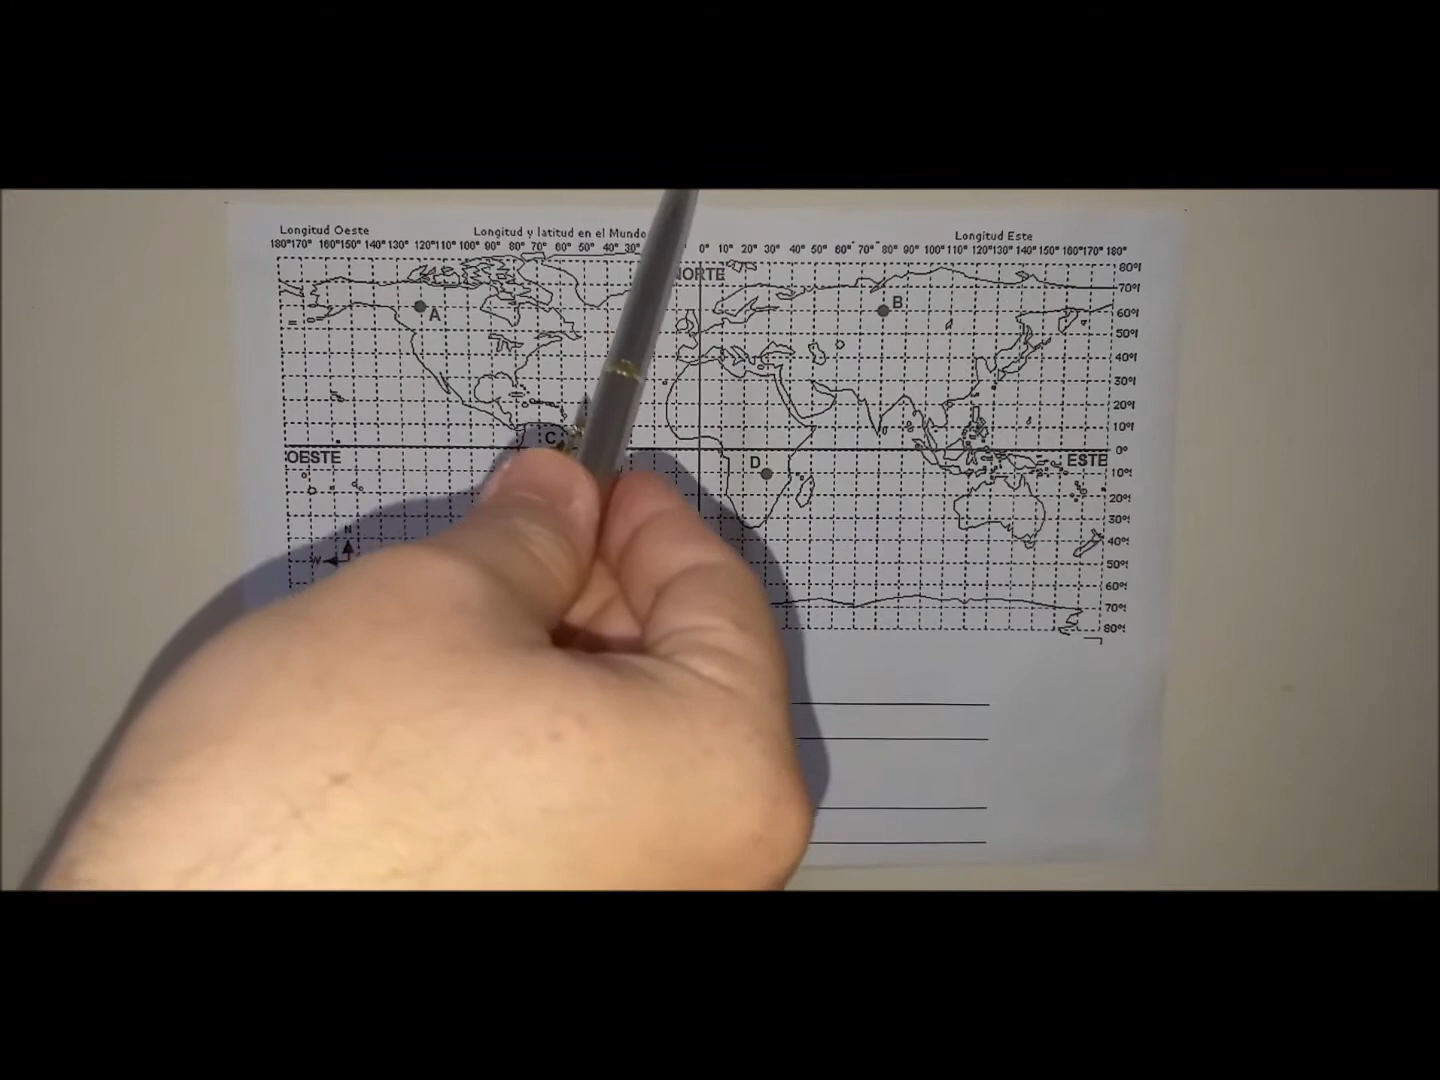 Longitud Oeste Longitud y latitud en el Mundo Longitud Este
180° 170° 160° 150° 140° 130° 120° 110° 100° 90° 80° 70° 60° 50° 40° 30° 0° 10° 20° 30° 40° 50° 60° 70° 80° 90° 100° 110° 120° 130° 140° 150° 160° 170° 180°
80°
NORTE
70°
B
60°
A
50°
40°
30°
20°
10°
C
0°
OESTE
ESTE
D
10°
20°
30°
N
40°
50°
60°
70°
80°